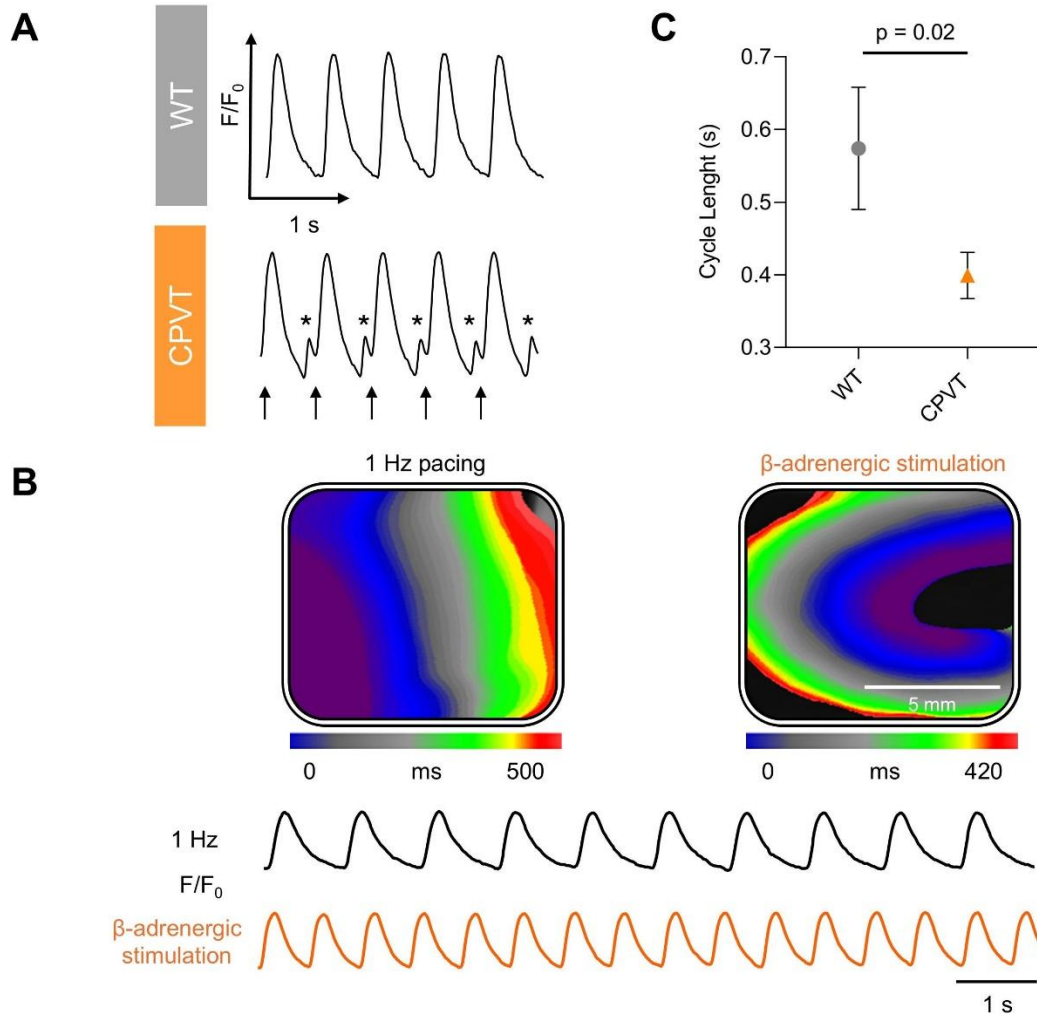 A
WT
F/F0
1 s
CPVT
* * * * *
C
p = 0.02
Cycle Lenght (s)
0.7
0.6
0.5
0.4
0.3
WT
CPVT
B
1 Hz pacing
β-adrenergic stimulation
5 mm
0 ms 500
0 ms 420
1 Hz
F/F0
β-adrenergic
stimulation
1 s